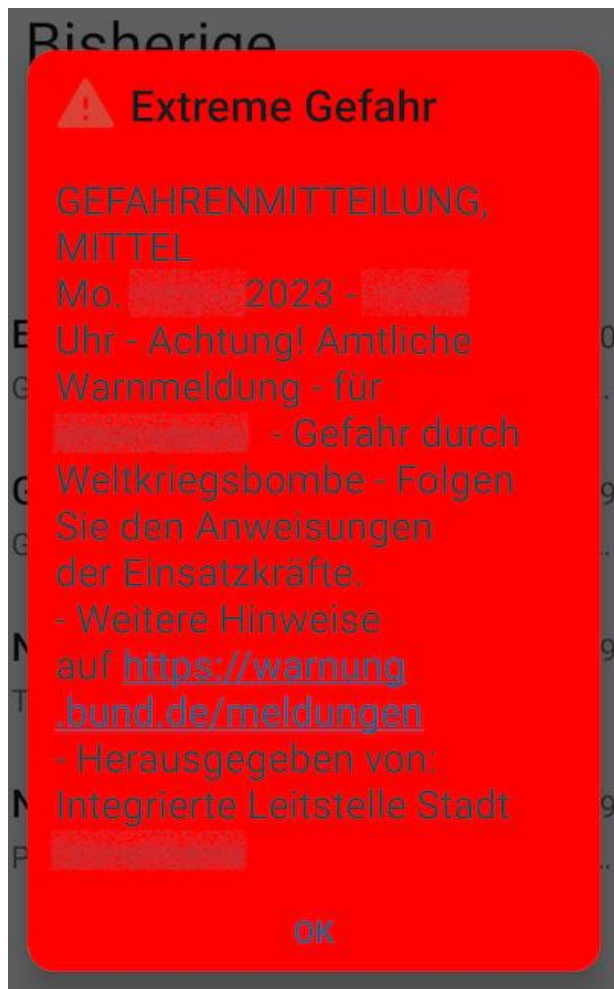 Bisherige
Extreme Gefahr
GEFAHRENMITTEILUNG,
MITTEL
Mo. 2023 -
Uhr - Achtung! Amtliche
Warnmeldung - für
- Gefahr durch
Weltkriegsbombe - Folgen
Sie den Anweisungen
der Einsatzkräfte.
- Weitere Hinweise
auf https://warnung
.bund.de/meldungen
- Herausgegeben von:
Integrierte Leitstelle Stadt
OK